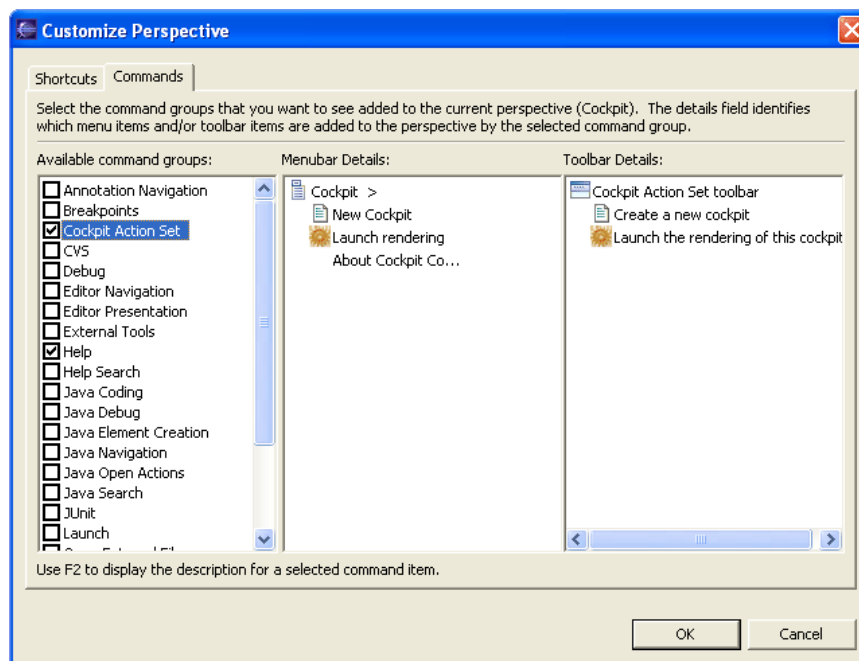 Customize Perspective
Shortcuts
Commands
Select the command groups that you want to see added to the current perspective (Cockpit). The details field identifies
which menu items and/or toolbar items are added to the perspective by the selected command group.
Available command groups:
Annotation Navigation
Breakpoints
Cockpit Action Set
CVS
Debug
Editor Navigation
Editor Presentation
External Tools
Help
Help Search
Java Coding
Java Debug
Java Element Creation
Java Navigation
Java Open Actions
Java Search
JUnit
Launch
Menubar Details:
Cockpit >
New Cockpit
Launch rendering
About Cockpit Co...
Toolbar Details:
Cockpit Action Set toolbar
Create a new cockpit
Launch the rendering of this cockpit
Use F2 to display the description for a selected command item.
OK
Cancel